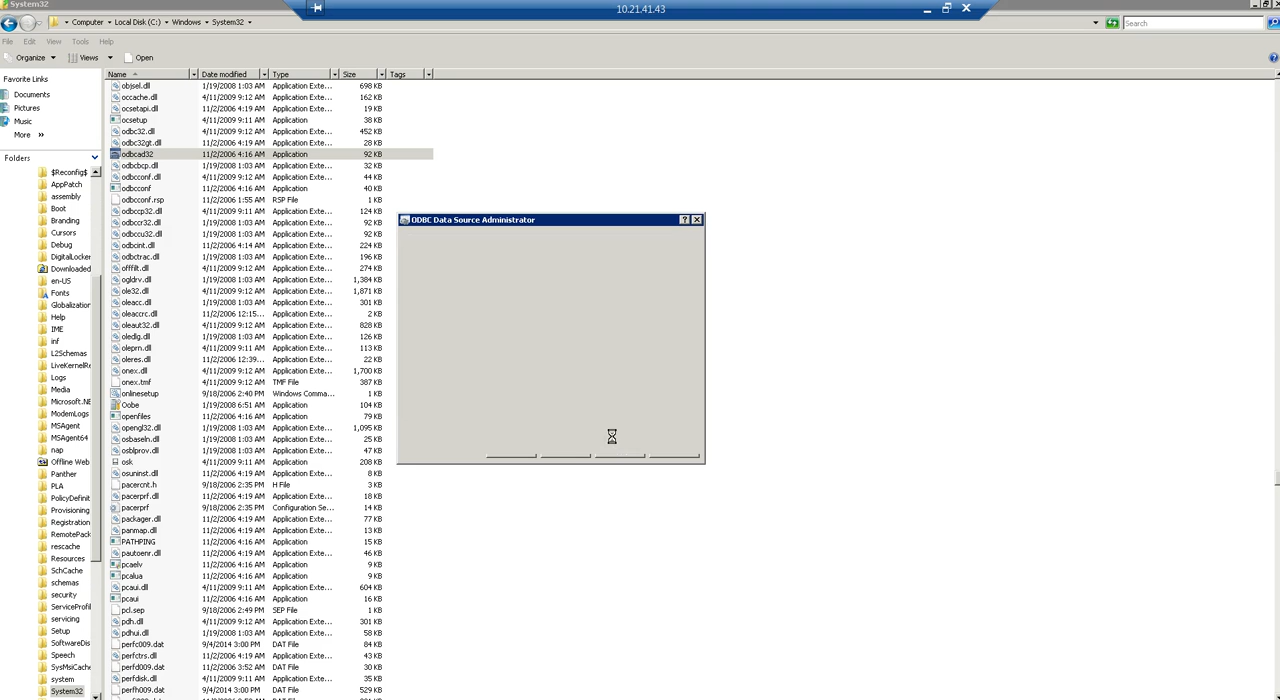 System32
10.21.41.43
Computer Local Disk (C:) Windows System32
Search
File Edit View Tools Help
Organize Views Open
Favorite Links
Documents
Pictures
Music
More
Folders
$Reconfig$
AppPatch
assembly
Boot
Branding
Cursors
Debug
DigitalLocker
Downloaded
en-US
Fonts
Globalization
Help
IME
inf
L2Schemas
LiveKernelRe
Logs
Media
Microsoft.NE
ModemLogs
MSAgent
MSAgent64
nap
Offline Web
Panther
PLA
PolicyDefinit
Provisioning
Registration
RemotePack
rescache
Resources
SchCache
schemas
security
ServiceProfil
servicing
Setup
SoftwareDis
Speech
SysMsiCache
system
System32
Name Date modified Type Size Tags
objsel.dll 1/19/2008 1:03 AM Application Exte... 698 KB
occache.dll 4/11/2009 9:12 AM Application Exte... 162 KB
ocsetapi.dll 11/2/2006 4:19 AM Application Exte... 19 KB
ocsetup 4/11/2009 9:11 AM Application 38 KB
odbc32.dll 4/11/2009 9:12 AM Application Exte... 452 KB
odbc32gt.dll 11/2/2006 4:19 AM Application Exte... 28 KB
odbcad32 11/2/2006 4:16 AM Application 92 KB
odbcbcp.dll 1/19/2008 1:03 AM Application Exte... 32 KB
odbcconf.dll 4/11/2009 9:12 AM Application Exte... 44 KB
odbcconf 11/2/2006 4:16 AM Application 40 KB
odbcconf.rsp 11/2/2006 1:55 AM RSP File 1 KB
odbccp32.dll 4/11/2009 9:12 AM Application Exte... 124 KB
odbccr32.dll 1/19/2008 1:03 AM Application Exte... 92 KB
odbccu32.dll 1/19/2008 1:03 AM Application Exte... 92 KB
odbcint.dll 11/2/2006 4:14 AM Application Exte... 224 KB
odbctrac.dll 1/19/2008 1:03 AM Application Exte... 196 KB
offfilt.dll 4/11/2009 9:12 AM Application Exte... 274 KB
ogldrv.dll 1/19/2008 1:03 AM Application Exte... 1,384 KB
ole32.dll 4/11/2009 9:12 AM Application Exte... 1,871 KB
oleacc.dll 1/19/2008 1:03 AM Application Exte... 301 KB
oleaccrc.dll 11/2/2006 12:15... Application Exte... 2 KB
oleaut32.dll 4/11/2009 9:12 AM Application Exte... 828 KB
oledlg.dll 1/19/2008 1:03 AM Application Exte... 126 KB
oleprn.dll 4/11/2009 9:11 AM Application Exte... 113 KB
oleres.dll 11/2/2006 12:39... Application Exte... 22 KB
onex.dll 4/11/2009 9:12 AM Application Exte... 1,700 KB
onex.tmf 4/11/2009 9:12 AM TMF File 387 KB
onlinesetup 9/18/2006 2:40 PM Windows Comma... 1 KB
Oobe 1/19/2008 6:51 AM Application 104 KB
openfiles 11/2/2006 4:16 AM Application 79 KB
opengl32.dll 1/19/2008 1:03 AM Application Exte... 1,095 KB
osbaseln.dll 1/19/2008 1:03 AM Application Exte... 25 KB
osblprov.dll 1/19/2008 1:03 AM Application Exte... 47 KB
osk 4/11/2009 9:11 AM Application 208 KB
osuninst.dll 11/2/2006 4:19 AM Application Exte... 8 KB
pacercnt.h 9/18/2006 2:35 PM H File 3 KB
pacerprf.dll 11/2/2006 4:19 AM Application Exte... 18 KB
pacerprf 9/18/2006 2:35 PM Configuration Se... 14 KB
packager.dll 11/2/2006 4:19 AM Application Exte... 77 KB
panmap.dll 11/2/2006 4:19 AM Application Exte... 13 KB
PATHPING 11/2/2006 4:16 AM Application 15 KB
pautoenr.dll 11/2/2006 4:19 AM Application Exte... 46 KB
pcaelv 11/2/2006 4:16 AM Application 9 KB
pcalua 11/2/2006 4:16 AM Application 9 KB
pcaui.dll 4/11/2009 9:11 AM Application Exte... 604 KB
pcaui 11/2/2006 4:16 AM Application 16 KB
pcl.sep 9/18/2006 2:49 PM SEP File 1 KB
pdh.dll 4/11/2009 9:12 AM Application Exte... 301 KB
pdhui.dll 1/19/2008 1:03 AM Application Exte... 58 KB
perfc009.dat 9/4/2014 3:00 PM DAT File 84 KB
perfctrs.dll 4/11/2009 9:12 AM Application Exte... 43 KB
perfd009.dat 11/2/2006 3:52 AM DAT File 30 KB
perfdisk.dll 4/11/2009 9:12 AM Application Exte... 35 KB
perfh009.dat 9/4/2014 3:00 PM DAT File 529 KB
ODBC Data Source Administrator